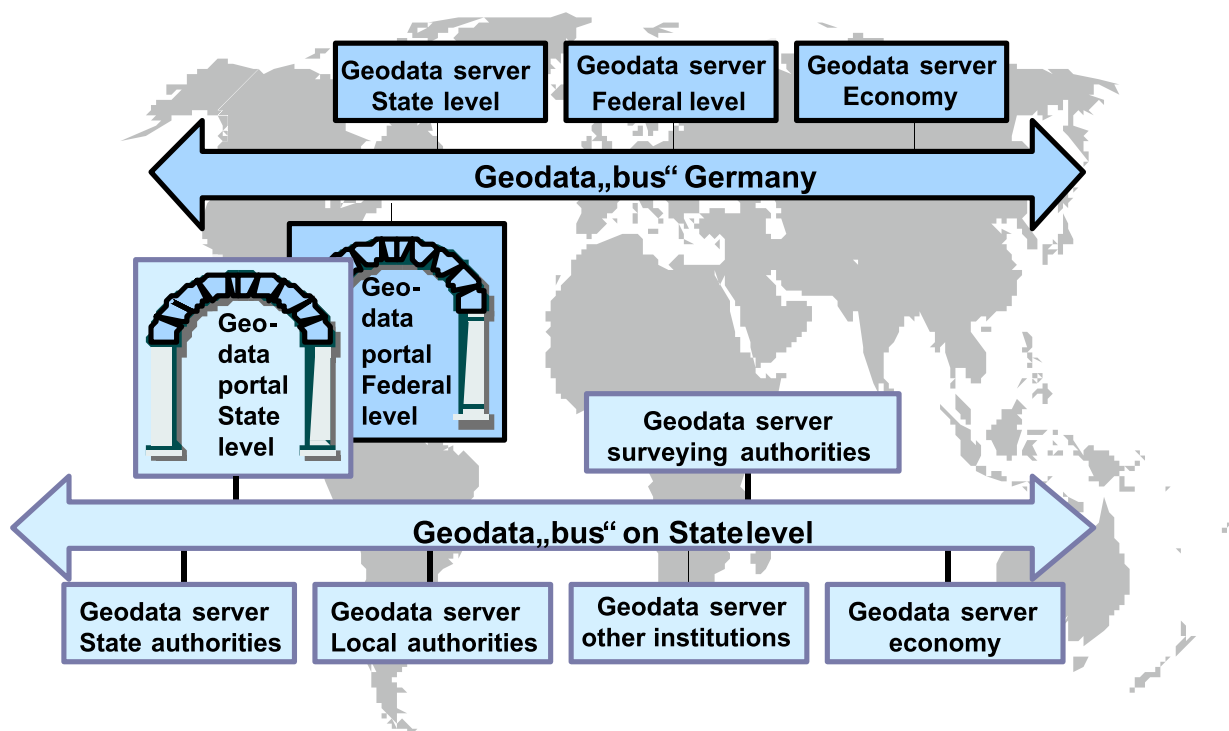 Geodata server
State level
Geodata server
Federal level
Geodata server
Economy
Geodata„bus“ Germany
Geo-
data
portal
Federal
level
Geo-
data
portal
State
level
Geodata server
surveying authorities
Geodata„bus“ on Statelevel
Geodata server
State authorities
Geodata server
Local authorities
Geodata server
other institutions
Geodata server
economy